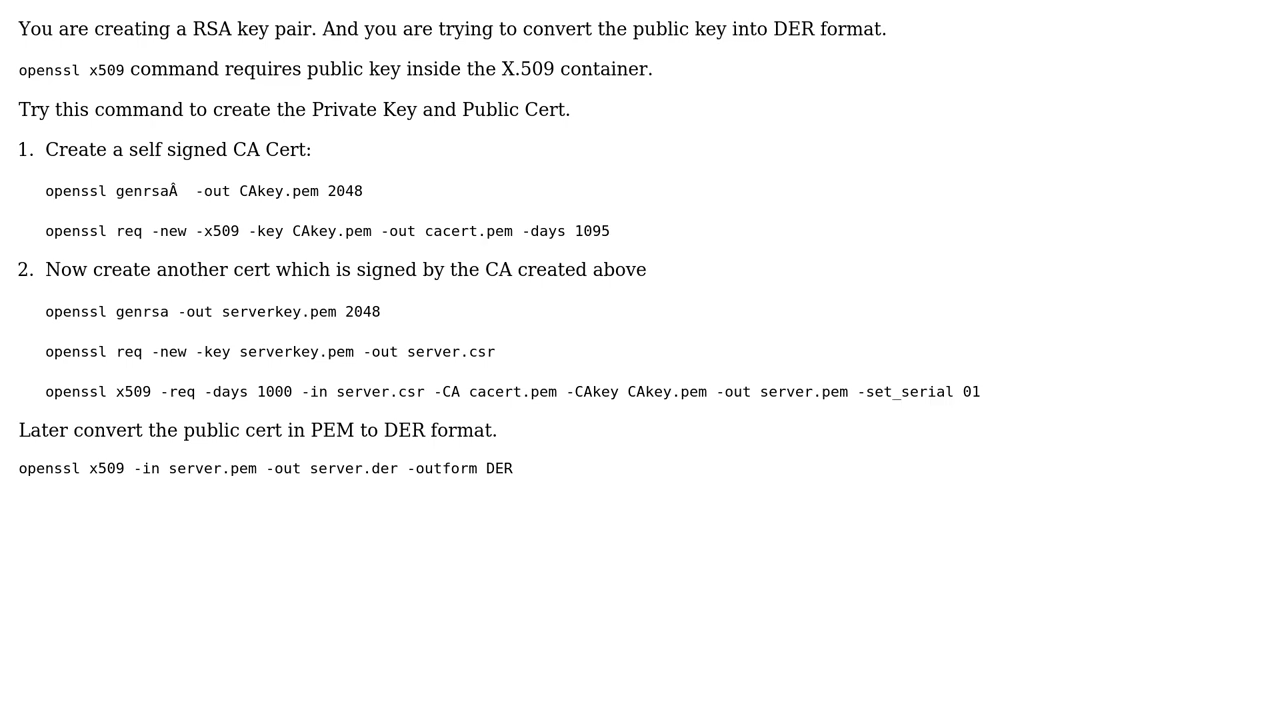 You are creating a RSA key pair. And you are trying to convert the public key into DER format.
openssl x509 command requires public key inside the X.509 container.
Try this command to create the Private Key and Public Cert.
1. Create a self signed CA Cert:
openssl genrsaÂ  -out CAkey.pem 2048
openssl req -new -x509 -key CAkey.pem -out cacert.pem -days 1095
2. Now create another cert which is signed by the CA created above
openssl genrsa -out serverkey.pem 2048
openssl req -new -key serverkey.pem -out server.csr
openssl x509 -req -days 1000 -in server.csr -CA cacert.pem -CAkey CAkey.pem -out server.pem -set_serial 01
Later convert the public cert in PEM to DER format.
openssl x509 -in server.pem -out server.der -outform DER